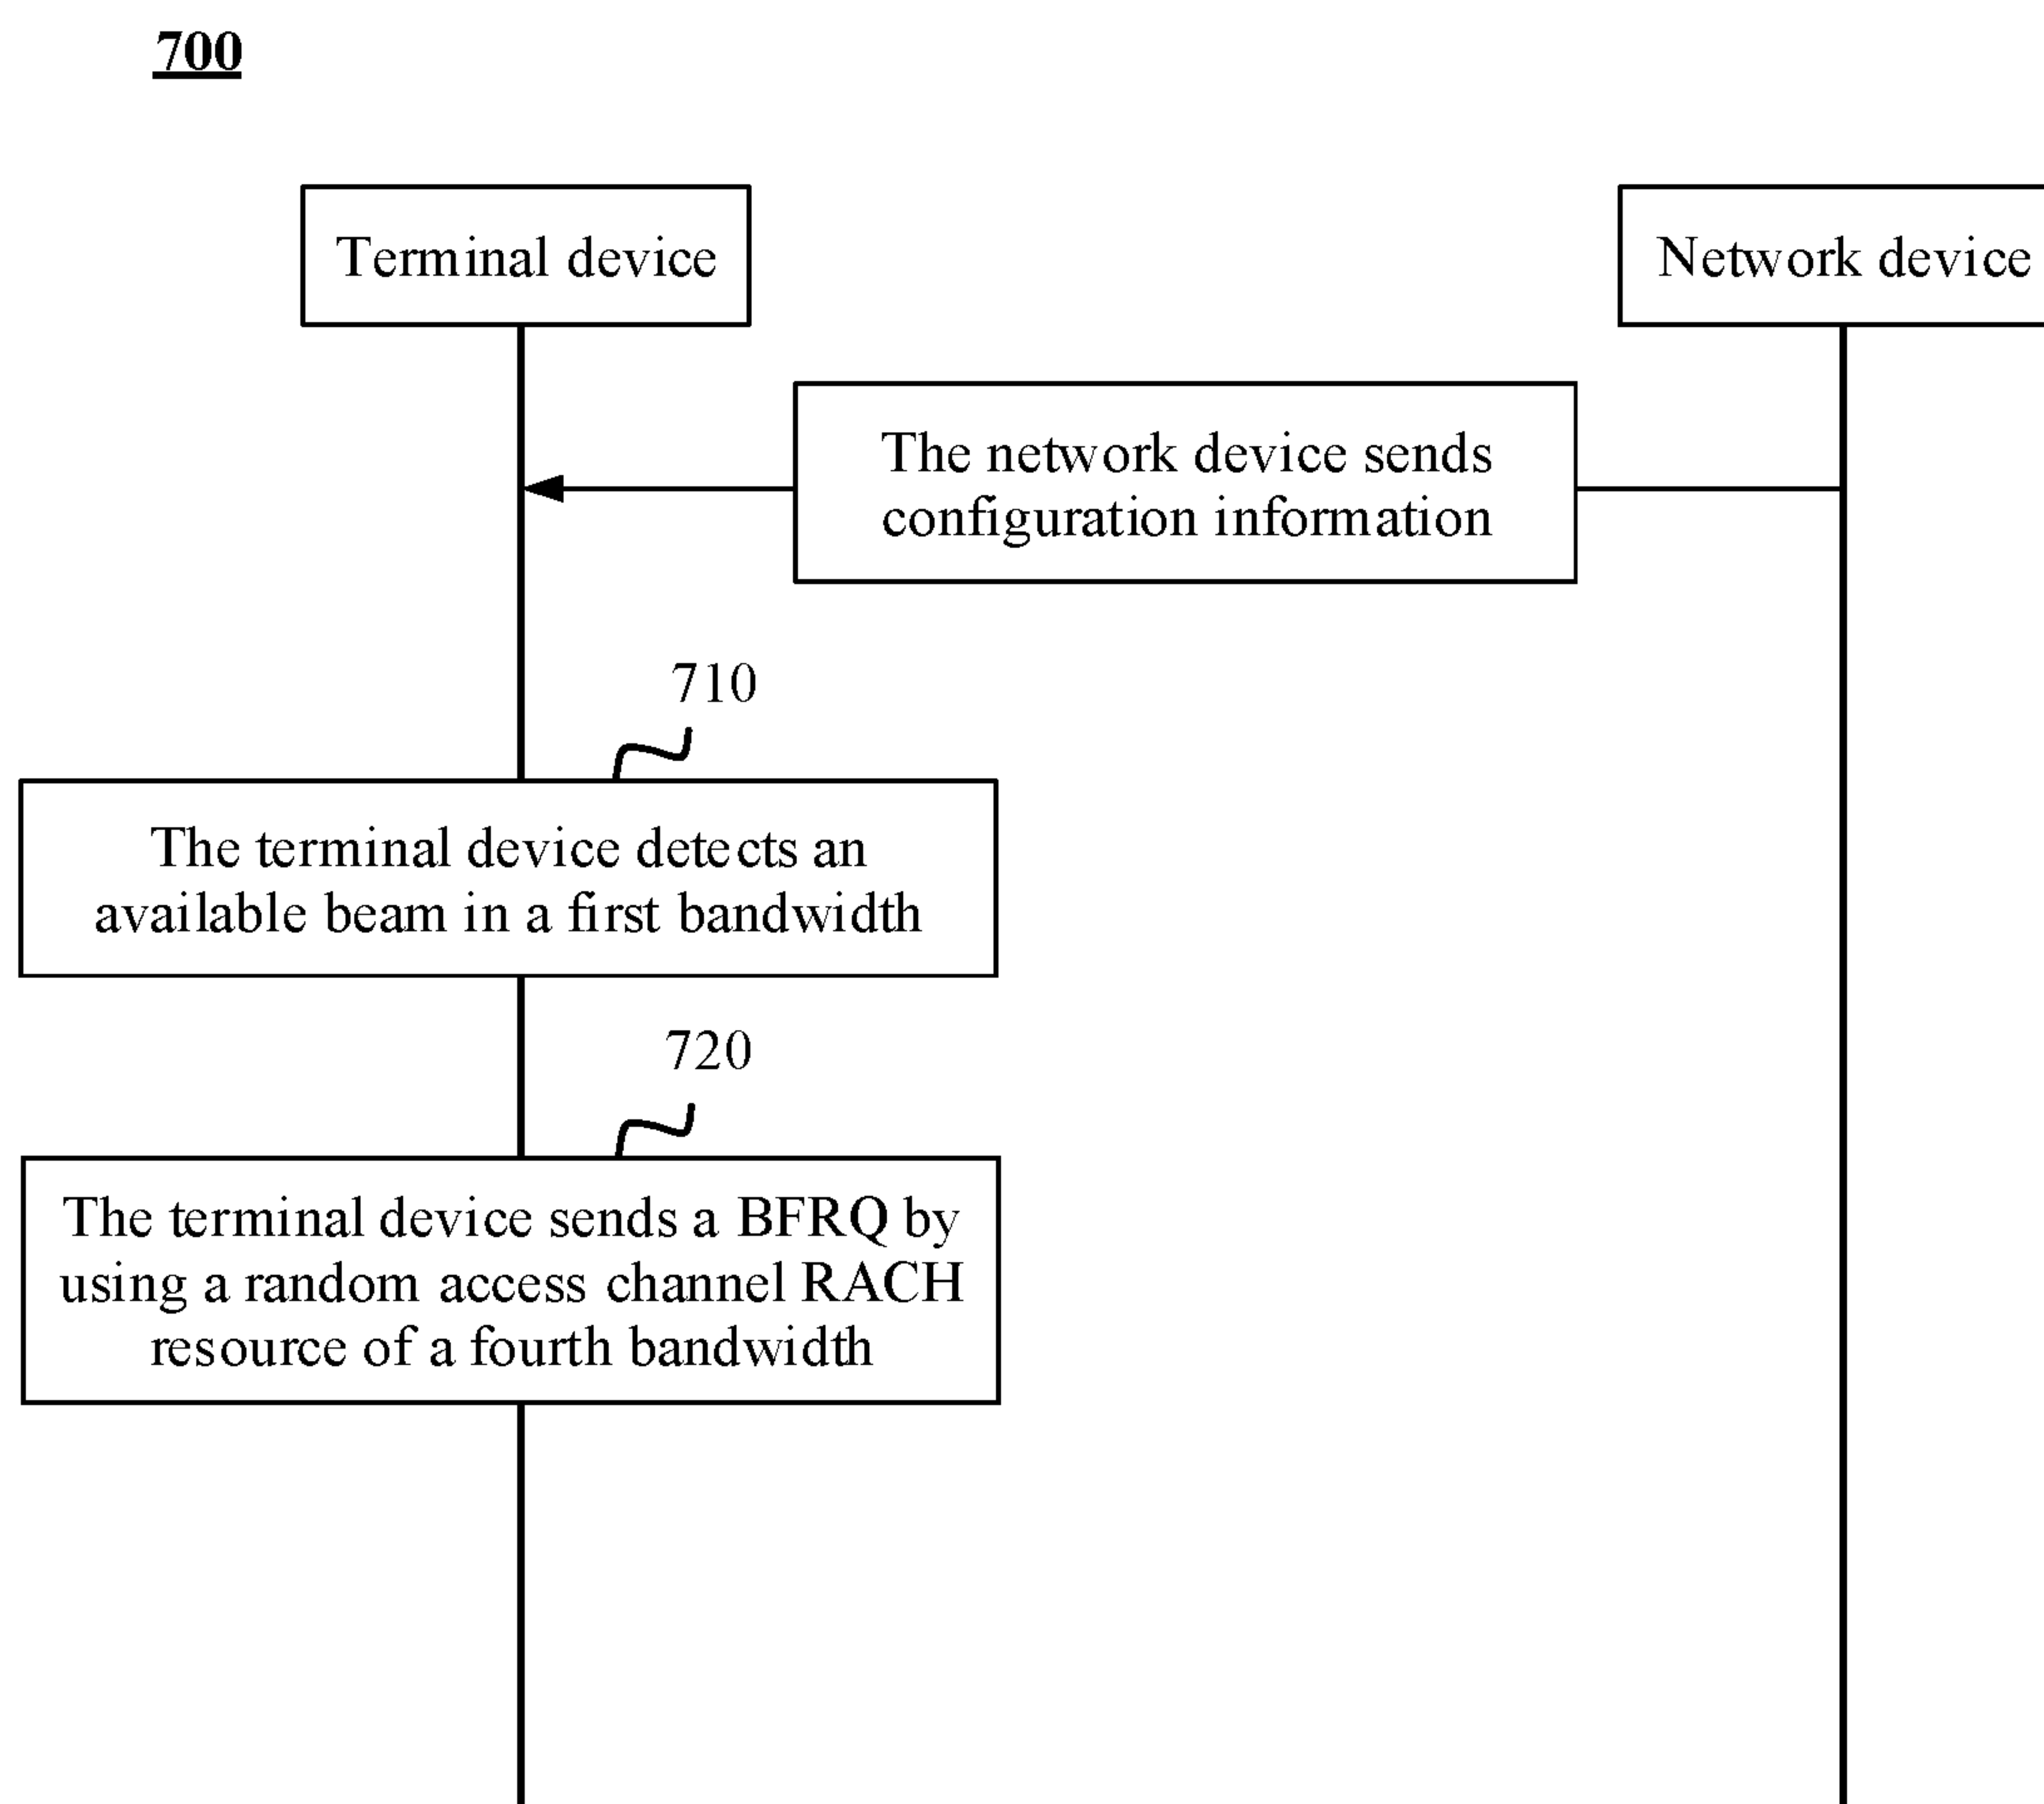 700
Terminal device
Network device
The network device sends
configuration information
710
The terminal device detects an
available beam in a first bandwidth
720
The terminal device sends a BFRQ by
using a random access channel RACH
resource of a fourth bandwidth